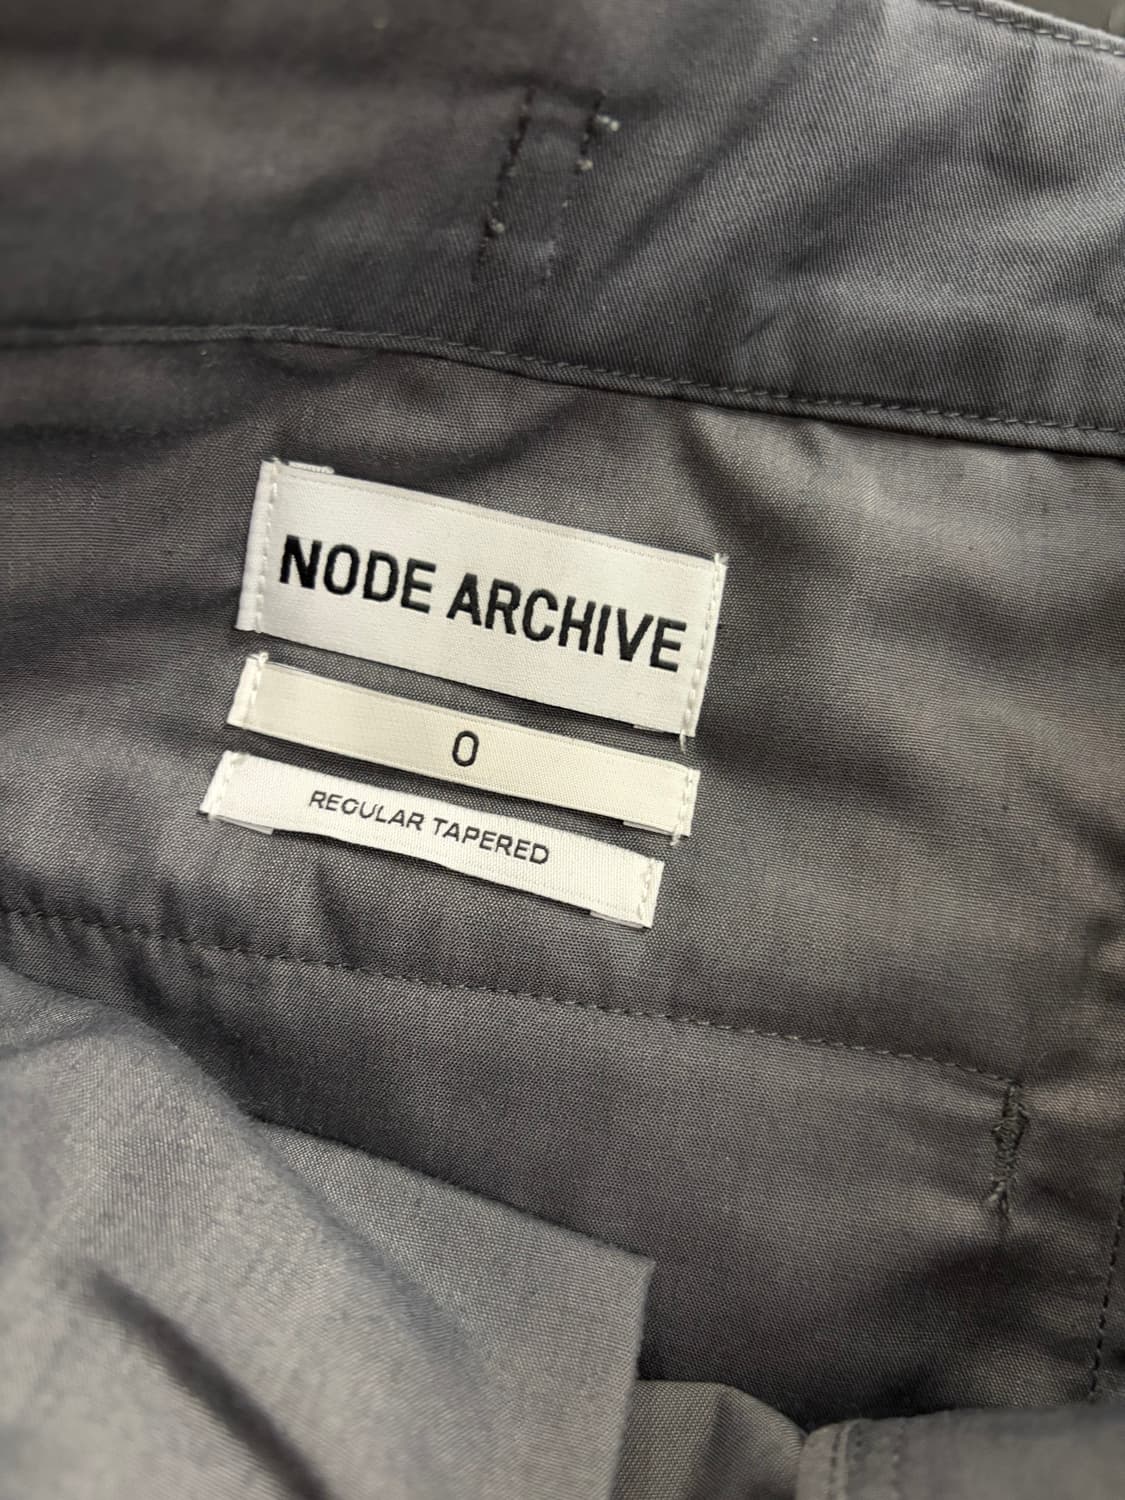 NODE ARCHIVE
0
REGULAR TAPERED